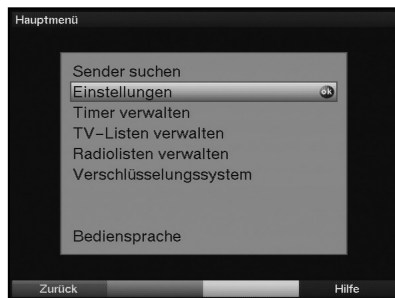 Hauptmenü
Sender suchen
Einstellungen ok
Timer verwalten
TV-Listen verwalten
Radiolisten verwalten
Verschlüsselungssystem
Bediensprache
Zurück Hilfe